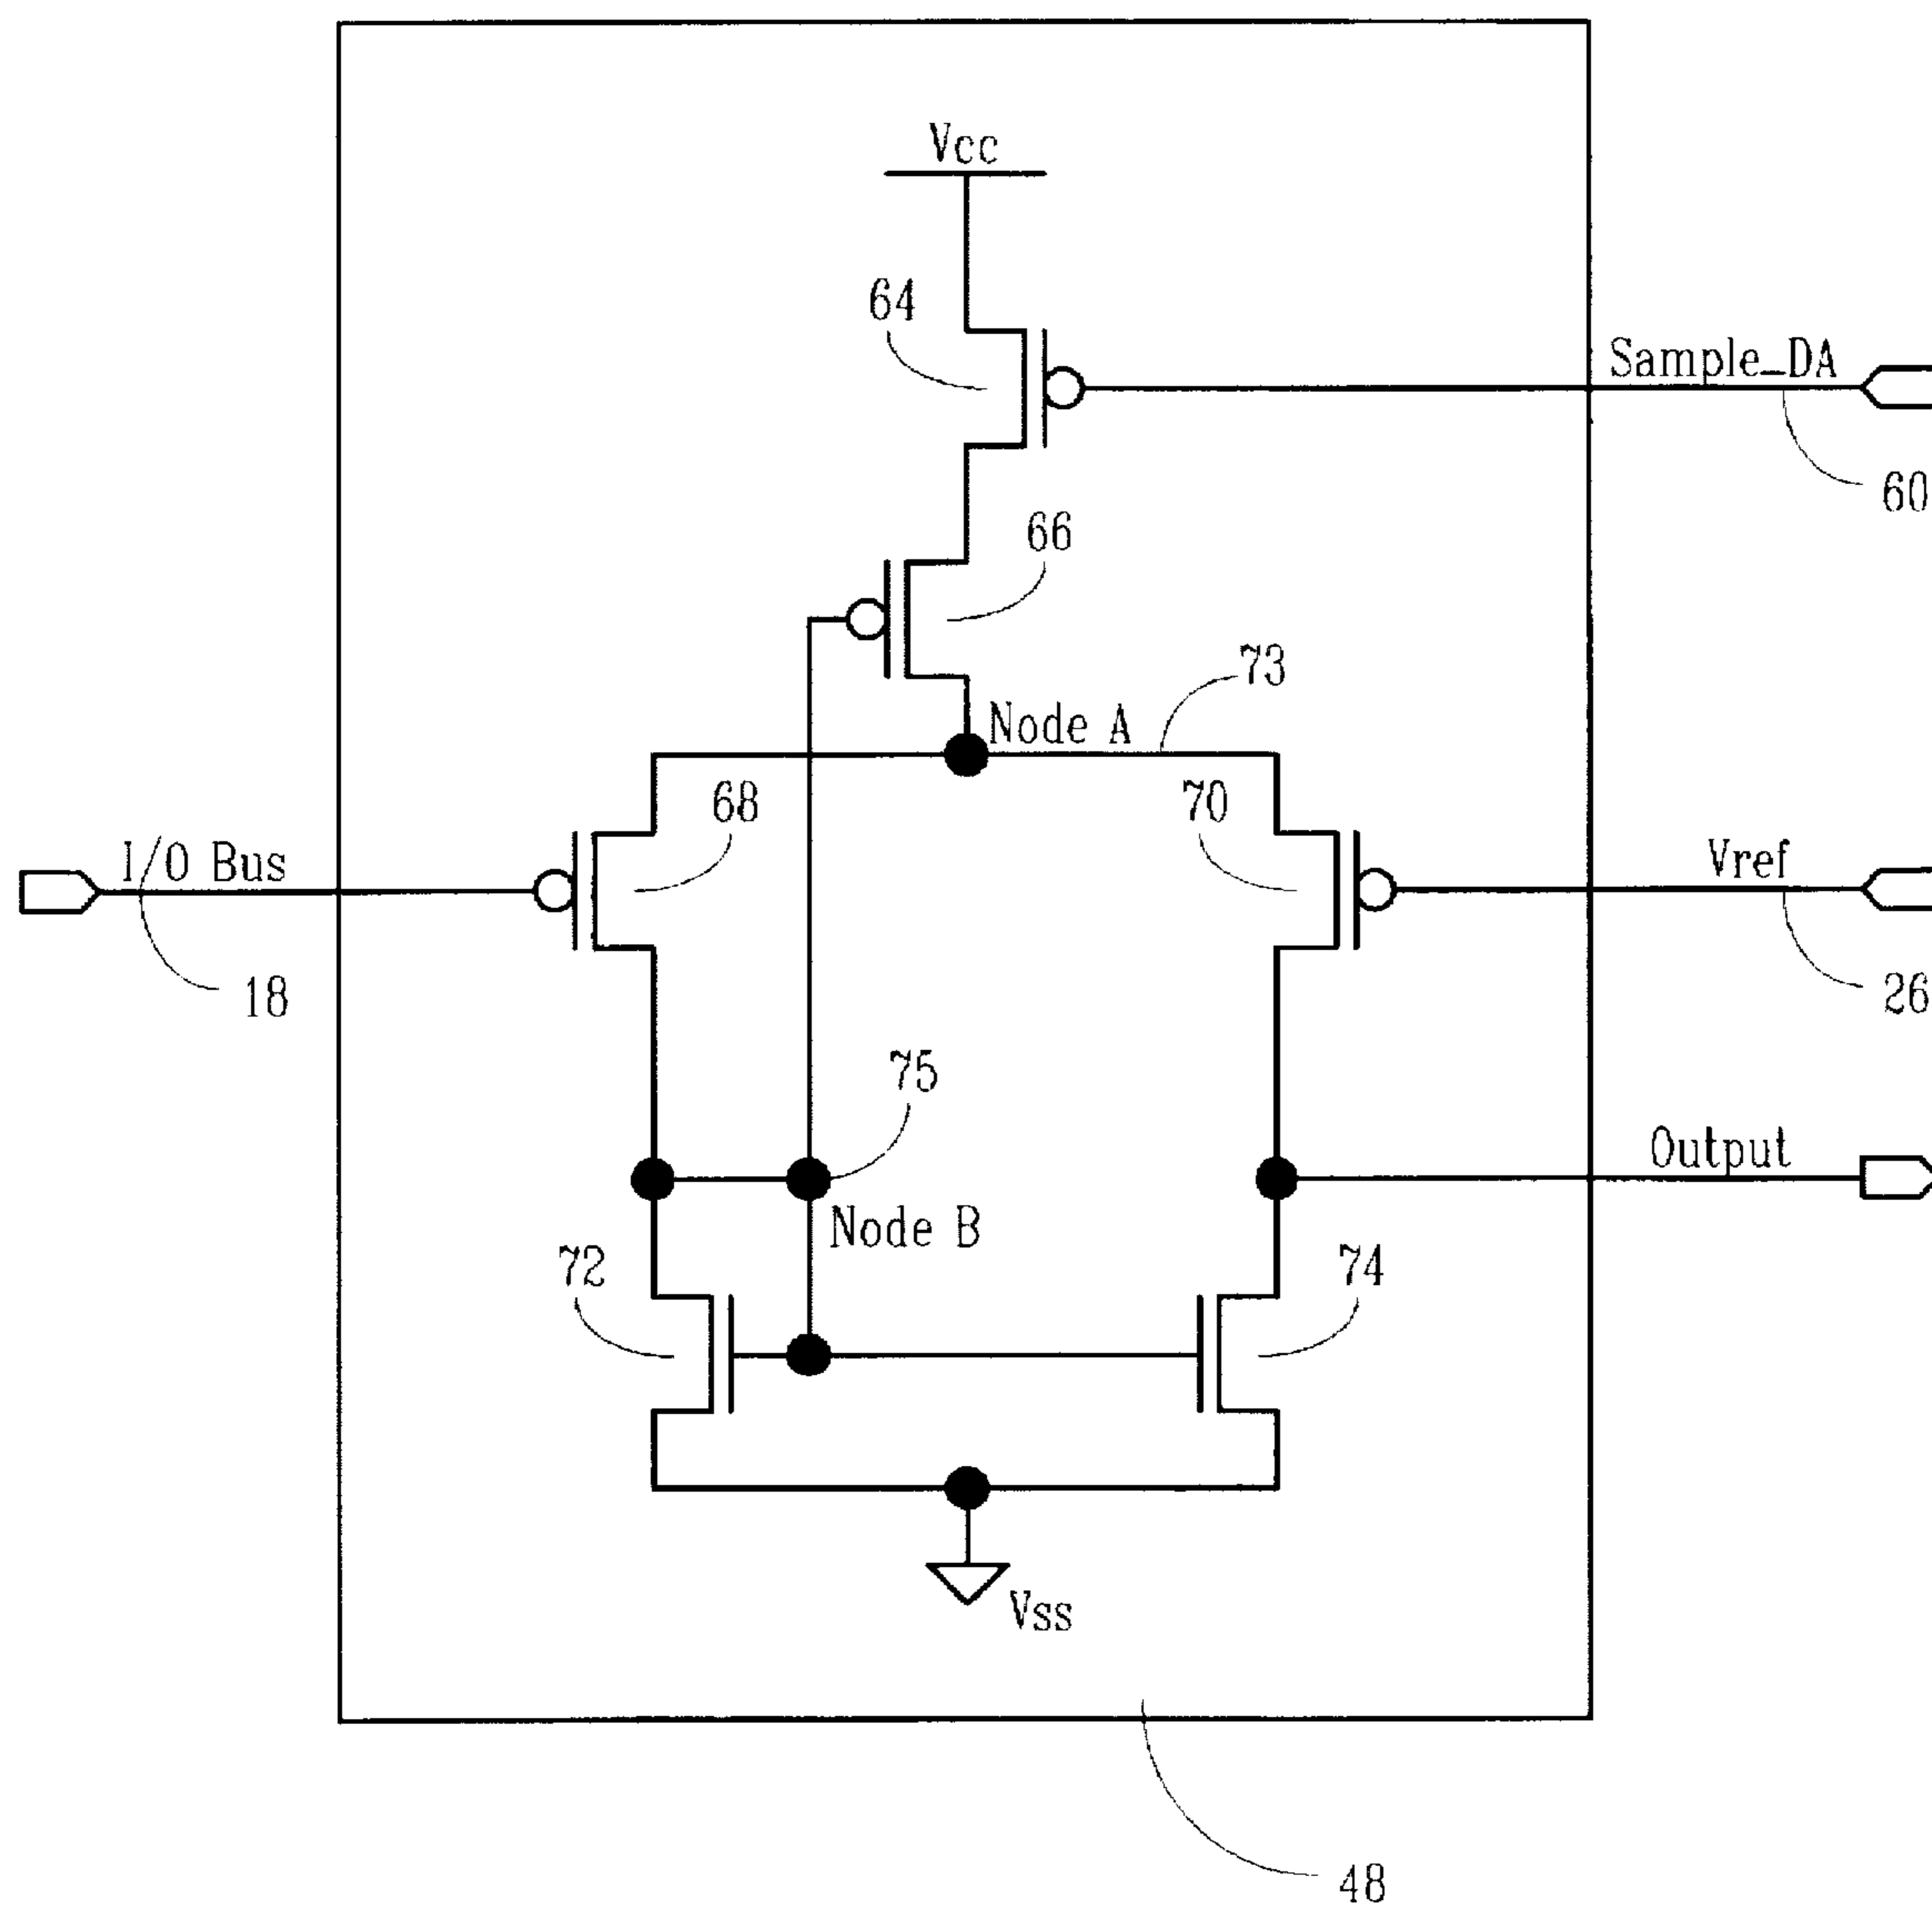 Vcc
64
Sample_DA
60
66
73
Node A
68
70
I/O Bus
Vref
18
26
75
Output
Node B
72
74
Vss
48